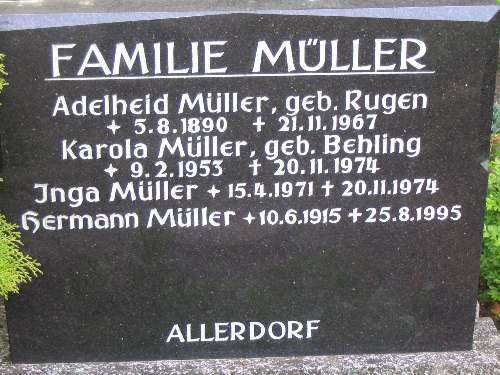 FAMILIE MÜLLER
Adelheid Müller, geb. Rugen
✦ 5.8.1890 ✝ 21.11.1967
Karola Müller, geb. Behling
✦ 9.2.1953 ✝ 20.11.1974
Inga Müller ✦ 15.4.1971 ✝ 20.11.1974
Hermann Müller ✦ 10.6.1915 ✝ 25.8.1995
ALLERDORF